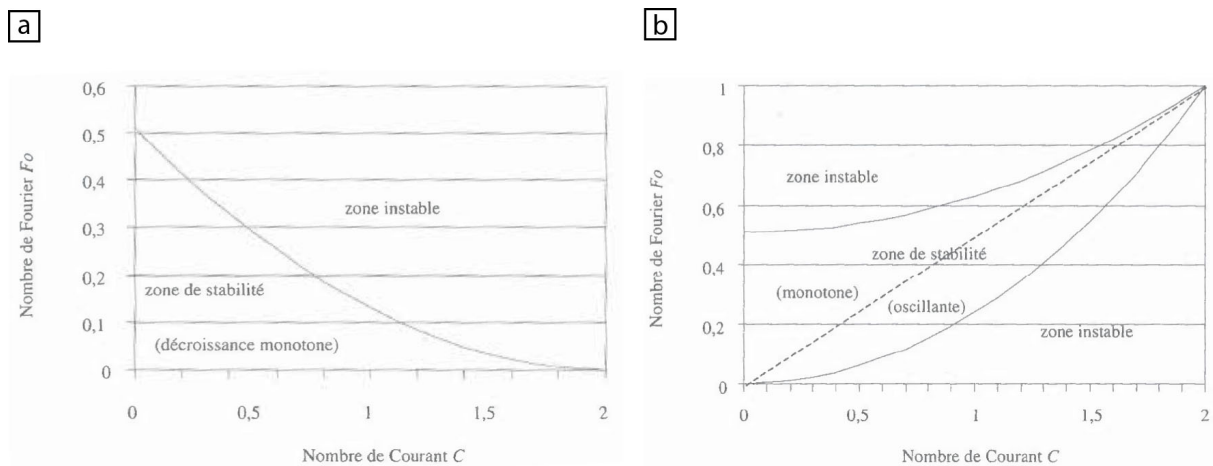 a
0,6
0,5
0,4
0,3
0,2
0,1
0
Nombre de Fourier Fo
zone instable
zone de stabilité
(décroissance monotone)
0
0,5
1
1,5
2
Nombre de Courant C
b
1
0,8
0,6
0,4
0,2
0
Nombre de Fourier Fo
zone instable
zone de stabilité
(monotone)
(oscillante)
zone instable
0
0,5
1
1,5
2
Nombre de Courant C